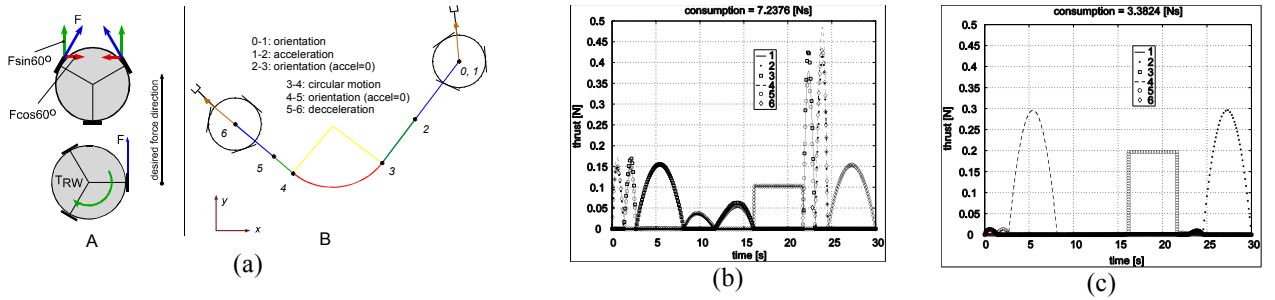 F
Fsin60o
Fcos60o
TRW
F
A
desired force direction
0-1: orientation
1-2: acceleration
2-3: orientation (accel=0)
3-4: circular motion
4-5: orientation (accel=0)
5-6: decceleration
0, 1
2
3
4
5
6
y
x
B
(a)
consumption = 7.2376 [Ns]
thrust [N]
0.5
0.45
0.4
0.35
0.3
0.25
0.2
0.15
0.1
0.05
0
1
2
3
4
5
6
0 5 10 15 20 25 30
time [s]
(b)
consumption = 3.3824 [Ns]
thrust [N]
0.5
0.45
0.4
0.35
0.3
0.25
0.2
0.15
0.1
0.05
0
1
2
3
4
5
6
0 5 10 15 20 25 30
time [s]
(c)